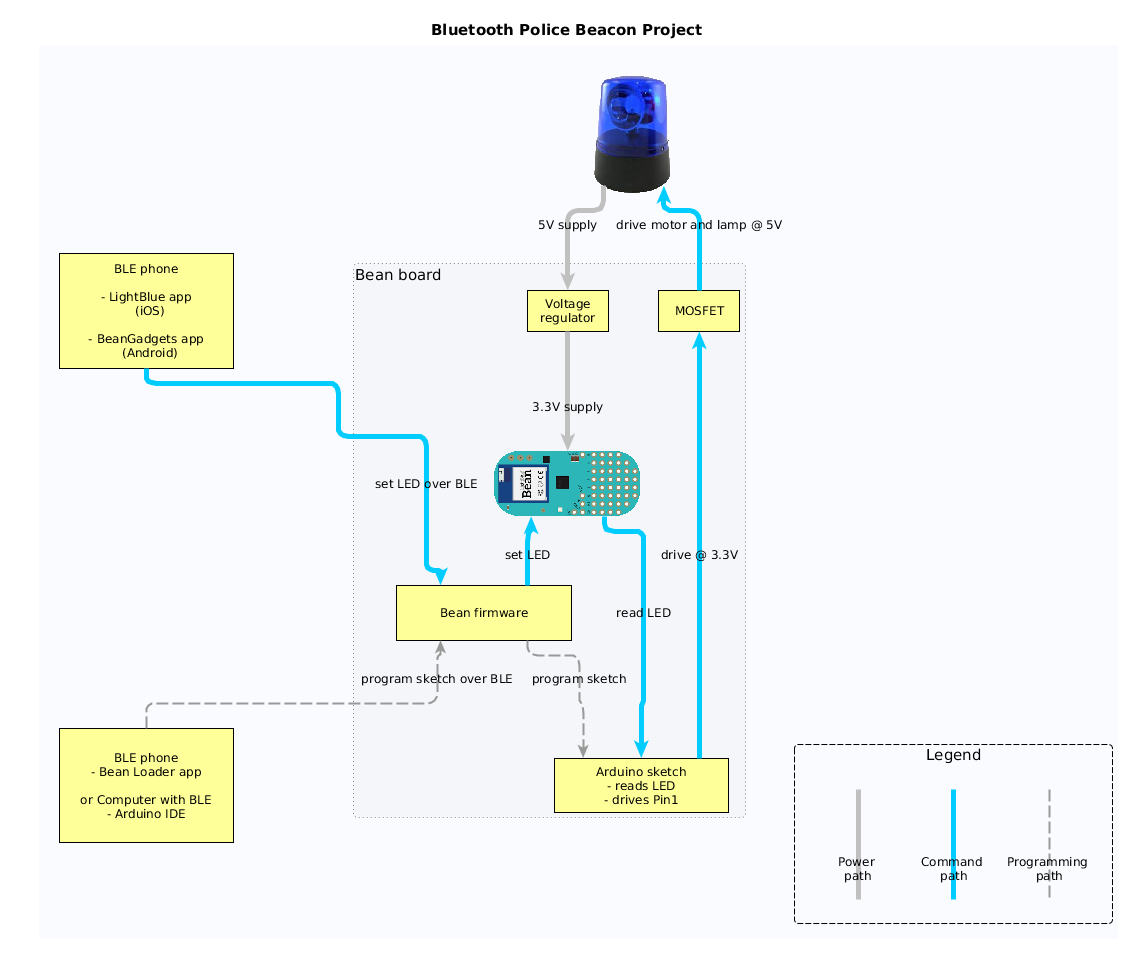 Bluetooth Police Beacon Project
5V supply
drive motor and lamp @ 5V
BLE phone
- LightBlue app
(iOS)
- BeanGadgets app
(Android)
Bean board
Voltage
regulator
MOSFET
3.3V supply
set LED over BLE
Bean
set LED
drive @ 3.3V
Bean firmware
read LED
program sketch over BLE
program sketch
BLE phone
- Bean Loader app
or Computer with BLE
- Arduino IDE
Arduino sketch
- reads LED
- drives Pin1
Legend
Power
path
Command
path
Programming
path